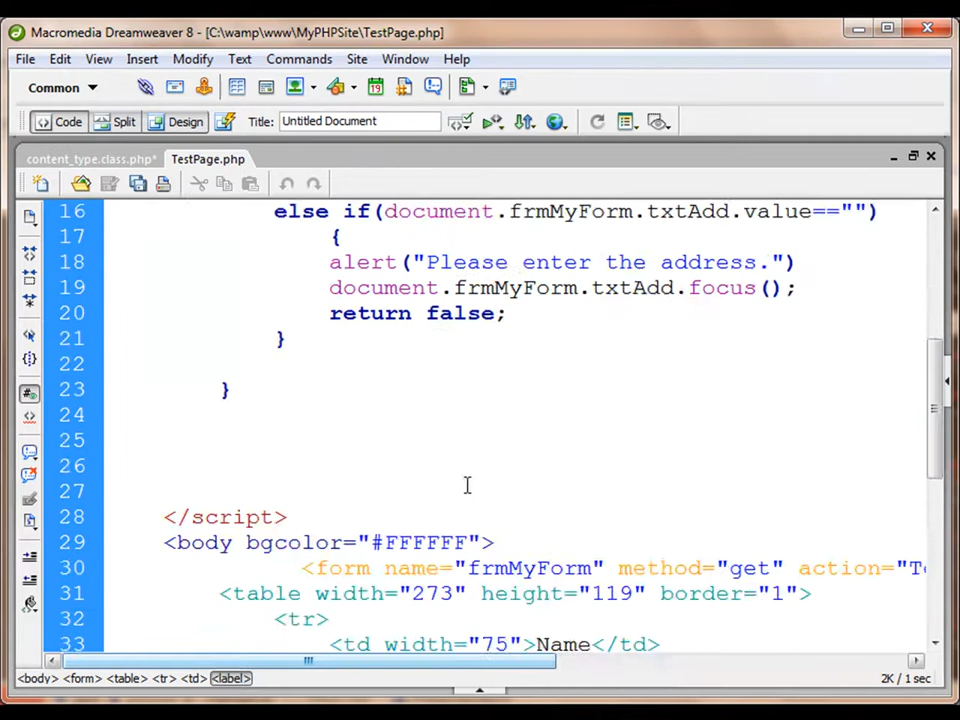 Macromedia Dreamweaver 8 - [C:\wamp\www\MyPHPSite\TestPage.php]
File Edit View Insert Modify Text Commands Site Window Help
Common
Code Split Design Title: Untitled Document
content_type.class.php* TestPage.php
16 else if(document.frmMyForm.txtAdd.value=="")
17 {
18 alert("Please enter the address.")
19 document.frmMyForm.txtAdd.focus();
20 return false;
21 }
22
23 }
24
25
26
27
28 </script>
29 <body bgcolor="#FFFFFF">
30 <form name="frmMyForm" method="get" action="Te
31 <table width="273" height="119" border="1">
32 <tr>
33 <td width="75">Name</td>
<body> <form> <table> <tr> <td> <label> 2K / 1 sec